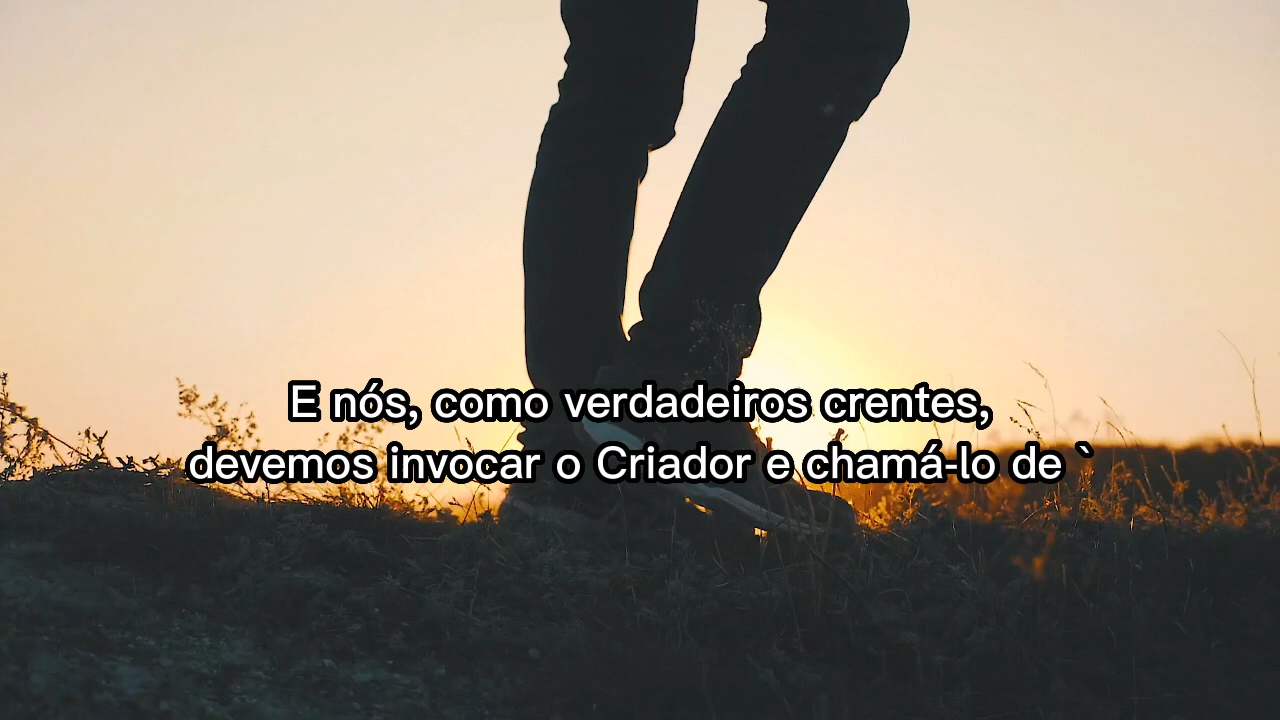 E nós, como verdadeiros crentes,
devemos invocar o Criador e chamá-lo de `